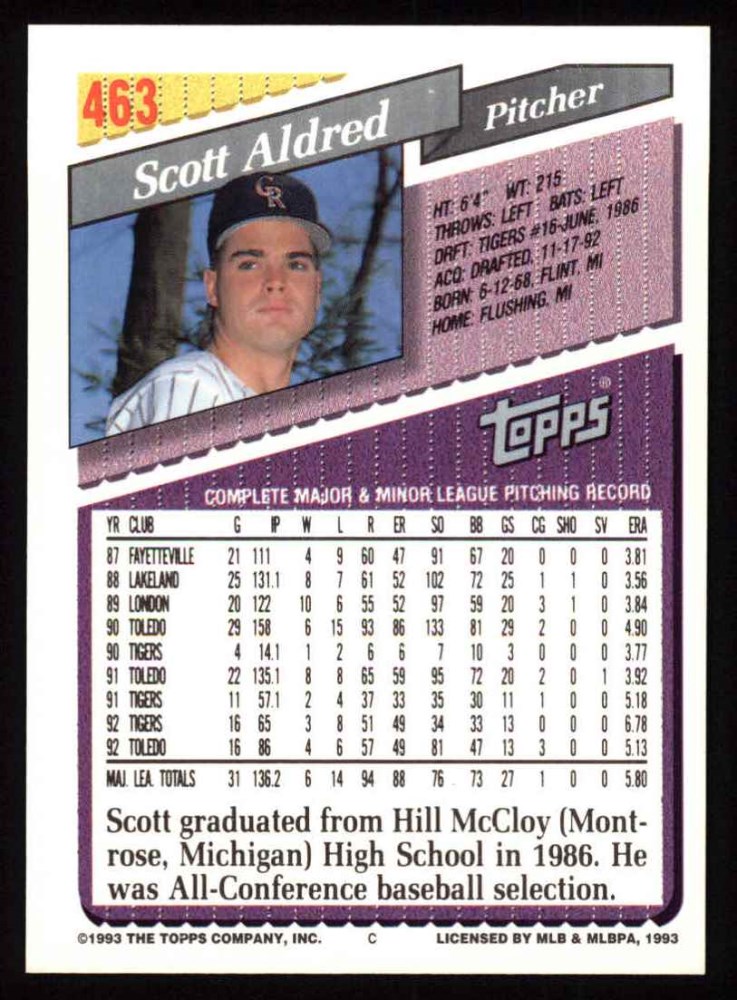 463
Scott Aldred
Pitcher
CR
HT: 6'4" WT: 215
THROWS: LEFT BATS: LEFT
DRFT: TIGERS #16-JUNE, 1986
ACQ: DRAFTED, 11-17-92
BORN: 6-12-68, FLINT, MI
HOME: FLUSHING, MI
topps®
COMPLETE MAJOR & MINOR LEAGUE PITCHING RECORD
YR CLUB G IP W L R ER SO BB GS CG SHO SV ERA
87 FAYETTEVILLE 21 111 4 9 60 47 91 67 20 0 0 0 3.81
88 LAKELAND 25 131.1 8 7 61 52 102 72 25 1 1 0 3.56
89 LONDON 20 122 10 6 55 52 97 59 20 3 1 0 3.84
90 TOLEDO 29 158 6 15 93 86 133 81 29 2 0 0 4.90
90 TIGERS 4 14.1 1 2 6 6 7 10 3 0 0 0 3.77
91 TOLEDO 22 135.1 8 8 65 59 95 72 20 2 0 1 3.92
91 TIGERS 11 57.1 2 4 37 33 35 30 11 1 0 0 5.18
92 TIGERS 16 65 3 8 51 49 34 33 13 0 0 0 6.78
92 TOLEDO 16 86 4 6 57 49 81 47 13 3 0 0 5.13
MAJ. LEA. TOTALS 31 136.2 6 14 94 88 76 73 27 1 0 0 5.80
Scott graduated from Hill McCloy (Mont-
rose, Michigan) High School in 1986. He
was All-Conference baseball selection.
©1993 THE TOPPS COMPANY, INC. C LICENSED BY MLB & MLBPA, 1993